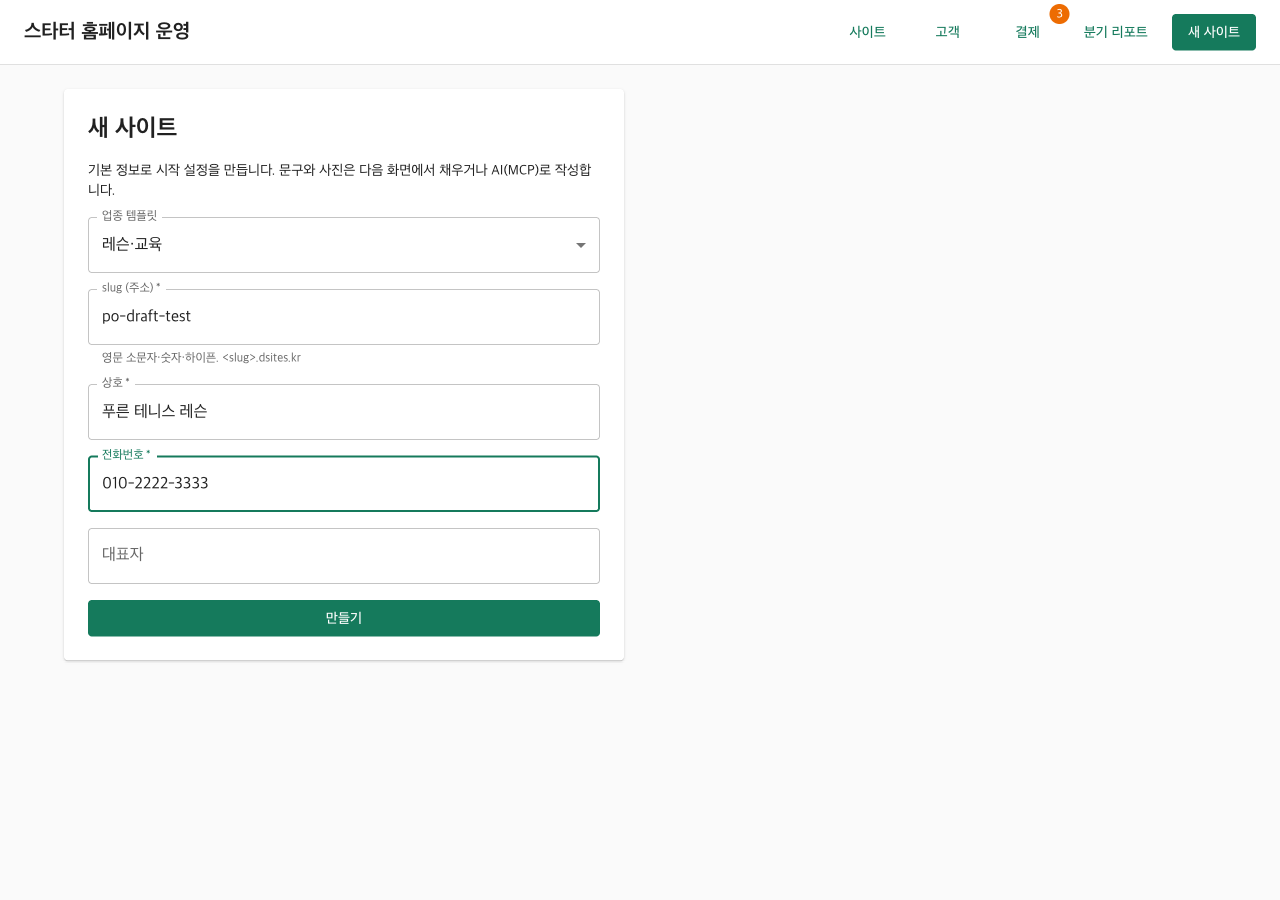 스타터 홈페이지 운영
사이트
고객
결제
3
분기 리포트
새 사이트
새 사이트
기본 정보로 시작 설정을 만듭니다. 문구와 사진은 다음 화면에서 채우거나 AI(MCP)로 작성합
니다.
업종 템플릿
레슨·교육
slug (주소) *
po-draft-test
영문 소문자·숫자·하이픈. <slug>.dsites.kr
상호 *
푸른 테니스 레슨
전화번호 *
010-2222-3333
대표자
만들기